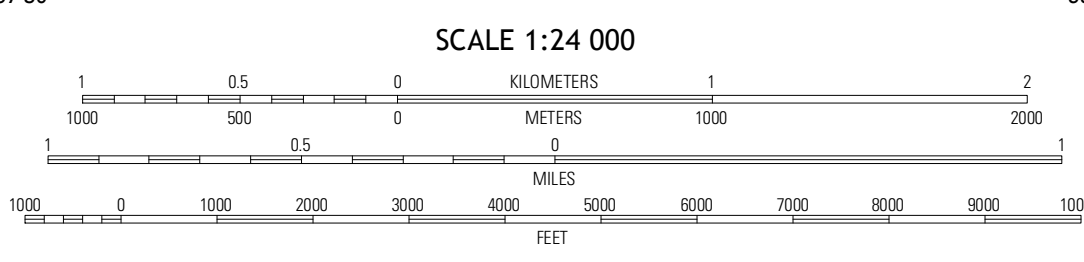 SCALE 1:24 000
1 0.5 0 KILOMETERS 1 2
1000 500 0 METERS 1000 2000
1 0.5 0 1
MILES
1000 0 1000 2000 3000 4000 5000 6000 7000 8000 9000 100
FEET